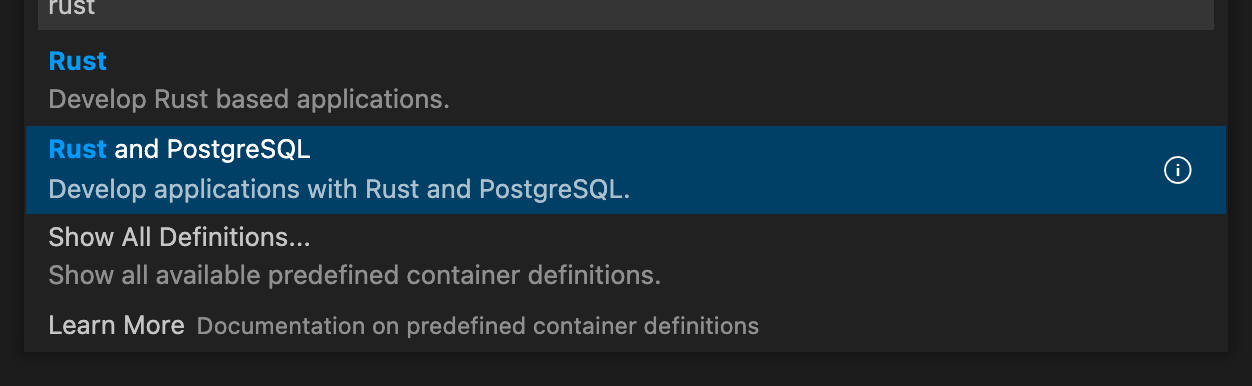 rust
Rust
Develop Rust based applications.
Rust and PostgreSQL
Develop applications with Rust and PostgreSQL.
Show All Definitions...
Show all available predefined container definitions.
Learn More Documentation on predefined container definitions